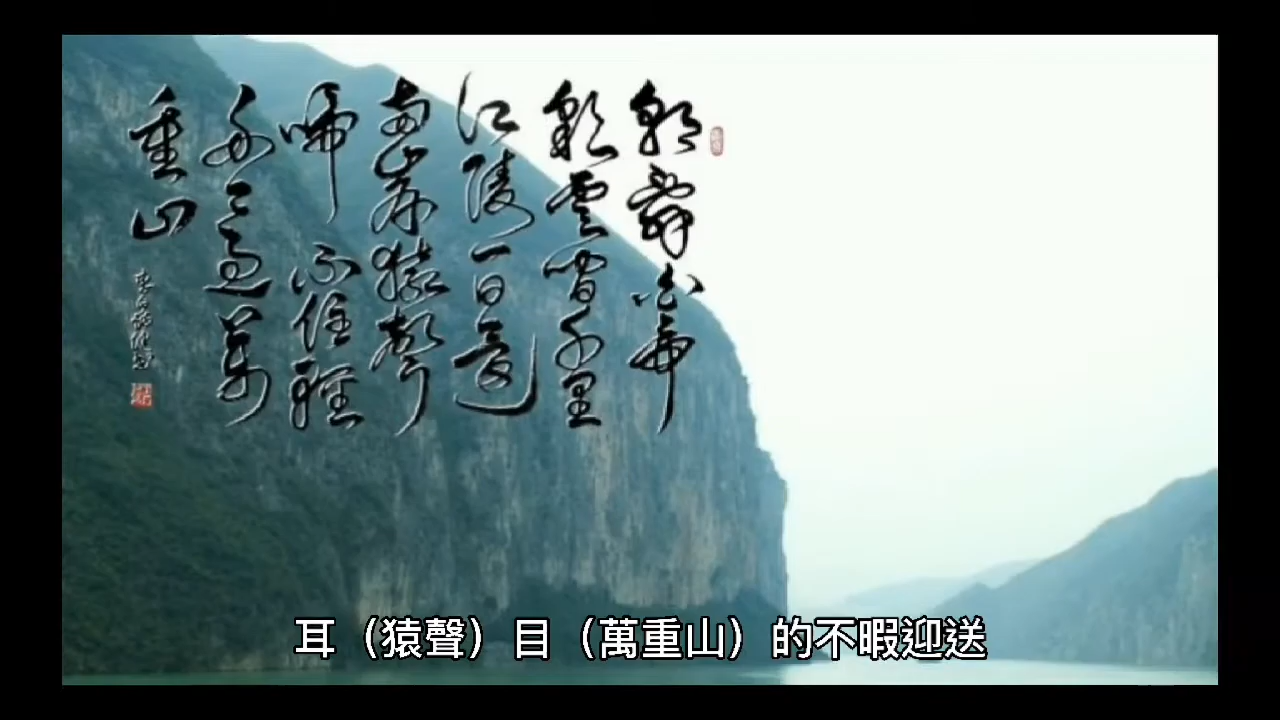 朝辭白帝
彩雲間千里
江陵一日還
兩岸猿聲
啼不住輕
舟已過萬
重山
耳（猿聲）目（萬重山）的不暇迎送